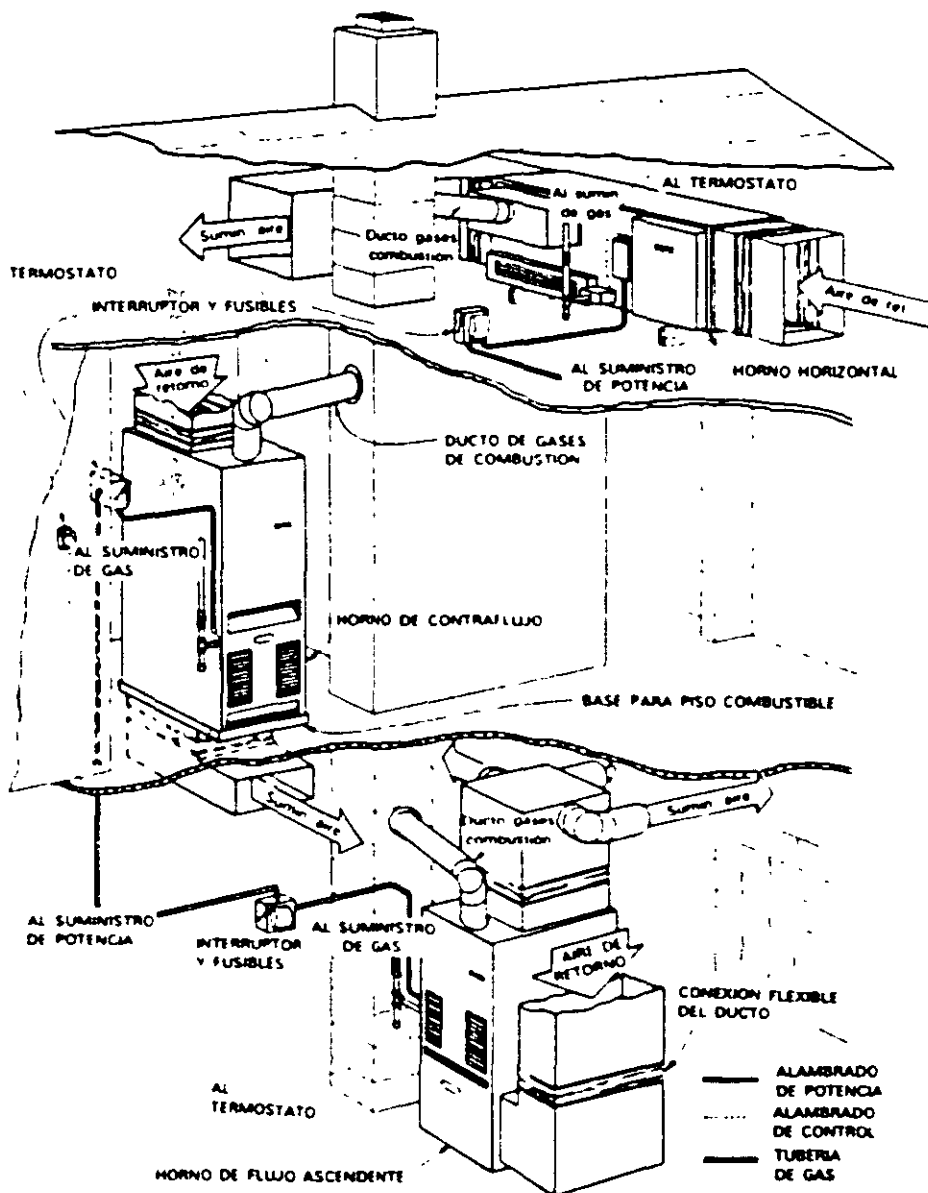 AL TERMOSTATO
Al sumin
de gas
Sumin aire
Ducto gases
combustión
TERMOSTATO
INTERRUPTOR Y FUSIBLES
Aire de ret
AL SUMINISTRO
DE POTENCIA
HORNO HORIZONTAL
Aire de
retorno
DUCTO DE GASES
DE COMBUSTION
AL SUMINISTRO
DE GAS
HORNO DE CONTRAFLUJO
BASE PARA PISO COMBUSTIBLE
Sumin aire
Ducto gases
combustión
Sumin aire
AL SUMINISTRO
DE POTENCIA
INTERRUPTOR
Y FUSIBLES
AL SUMINISTRO
DE GAS
AIRE DE
RETORNO
CONEXION FLEXIBLE
DEL DUCTO
AL
TERMOSTATO
ALAMBRADO
DE POTENCIA
ALAMBRADO
DE CONTROL
TUBERIA
DE GAS
HORNO DE FLUJO ASCENDENTE